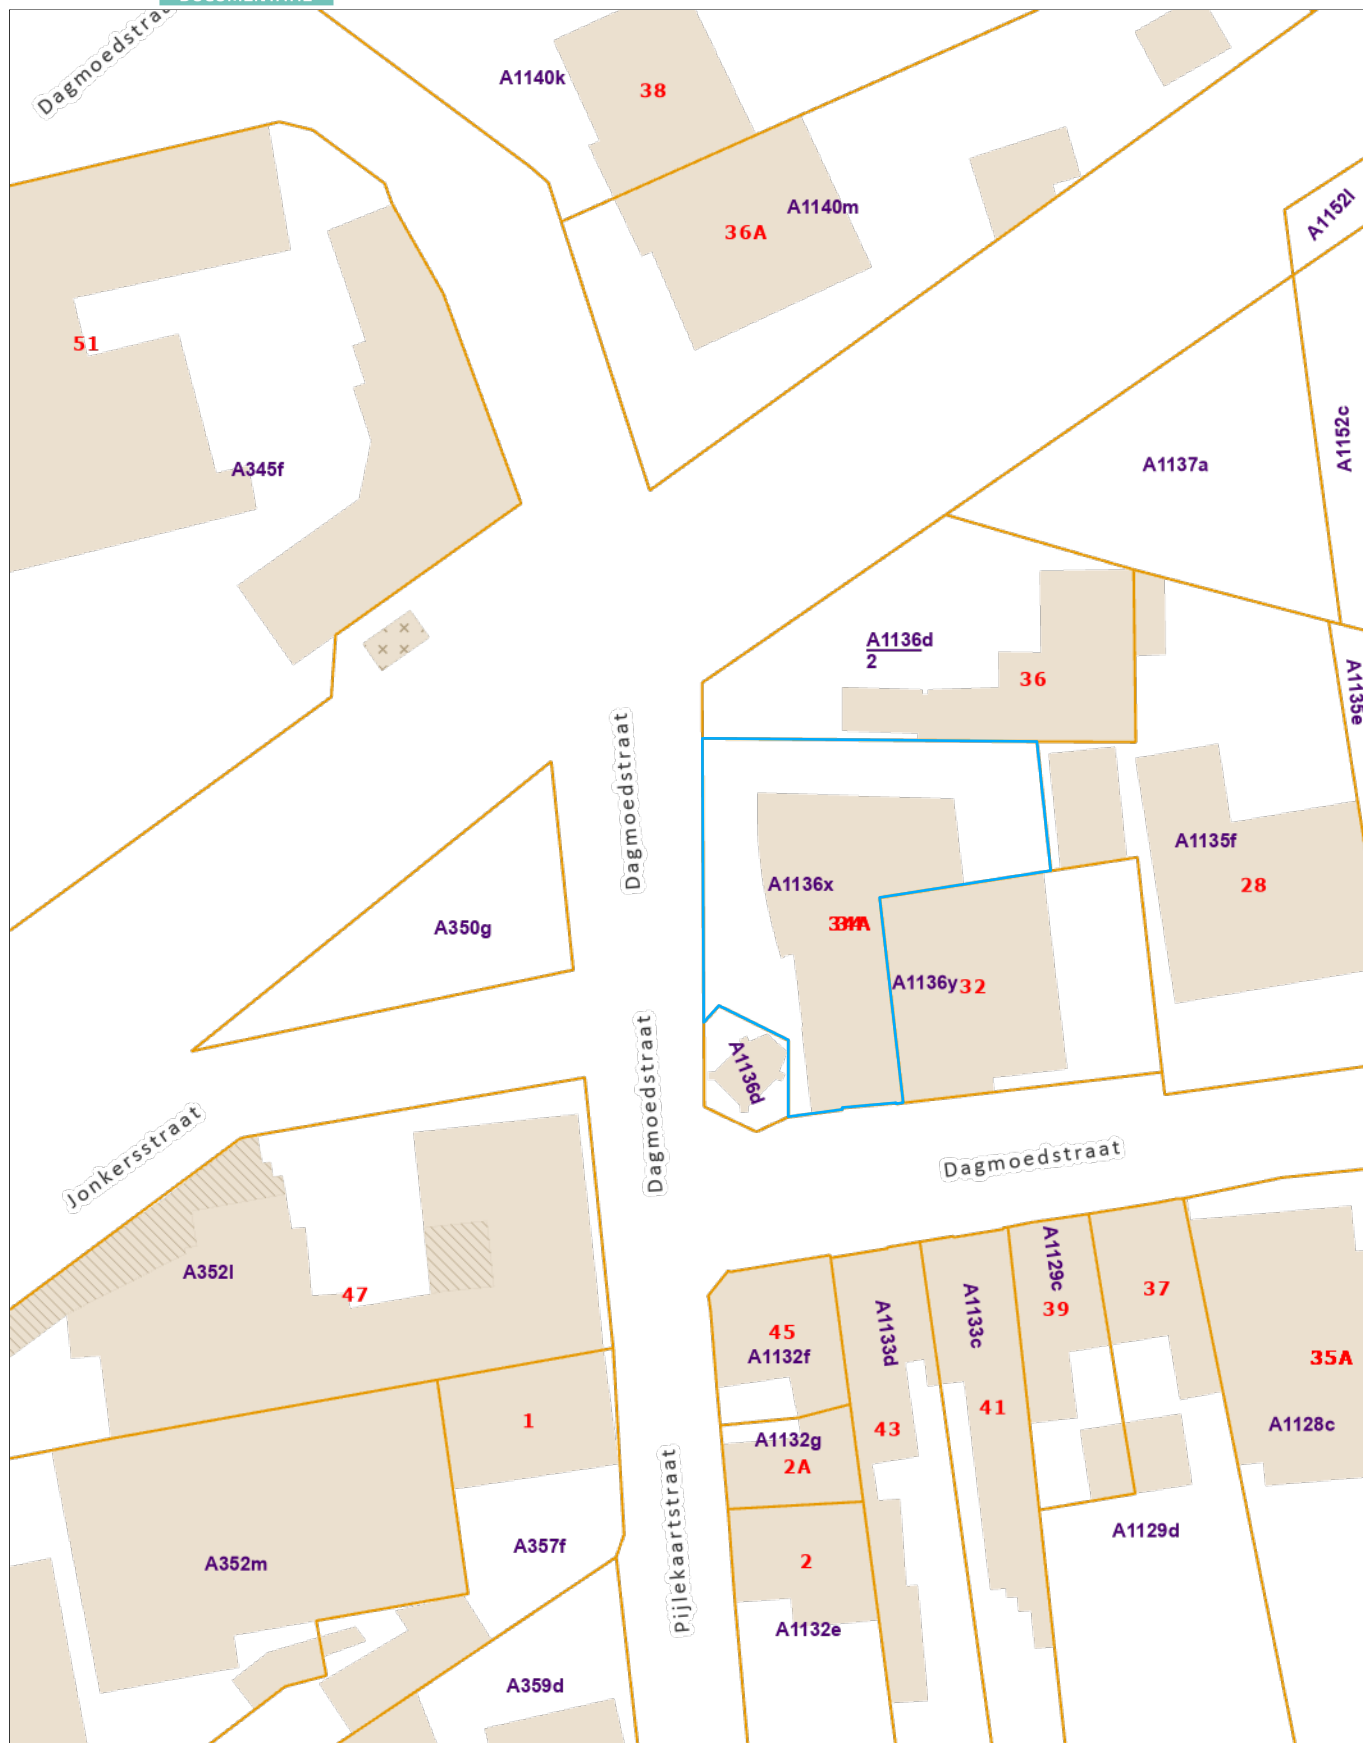 Dagmoedstraat
A1140k
38
A1140m
36A
A1152l
51
A345f
A1152c
A1137a
A1136d
2
36
A1135e
Dagmoedstraat
A1135f
28
A1136x
34A
A350g
A1136y
32
Dagmoedstraat
A1136d
Jonkersstraat
Dagmoedstraat
A352l
47
A1129c
39
37
A1133c
A1133d
45
A1132f
35A
A1128c
1
41
43
A1132g
2A
Pijlekaartstraat
A1129d
A357f
2
A352m
A1132e
A359d